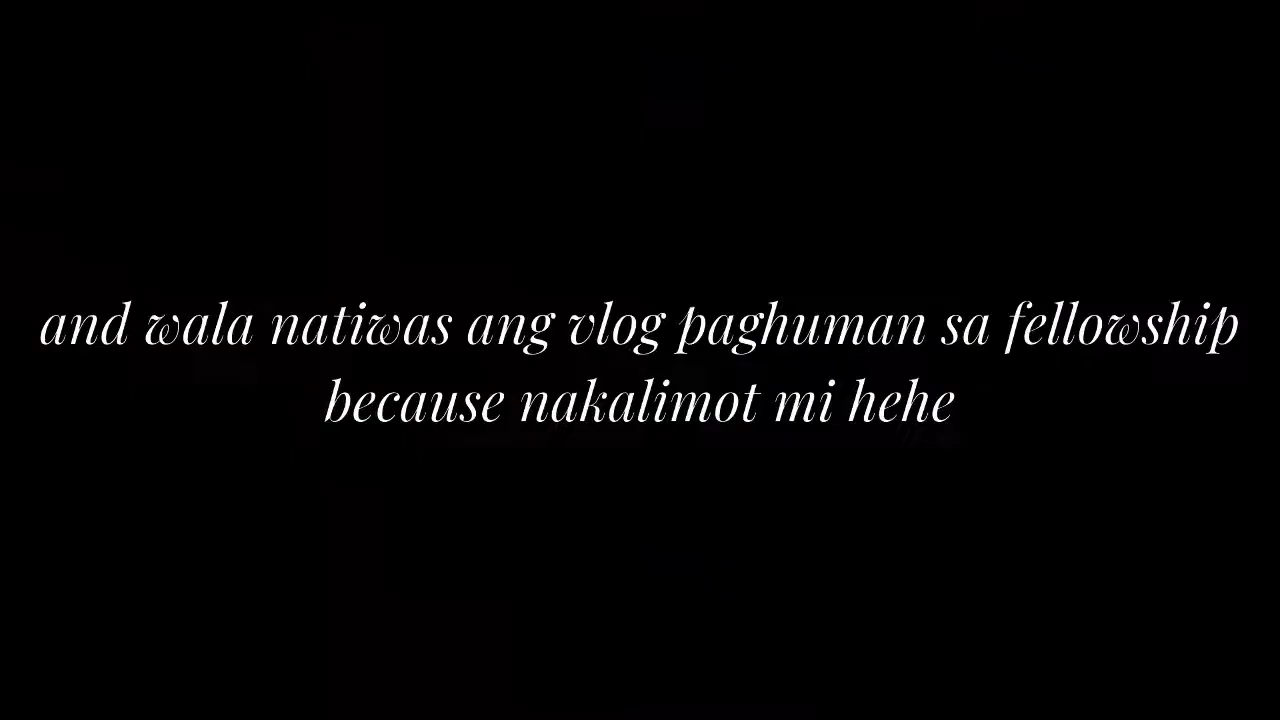 and wala natiwas ang vlog paghuman sa fellowship
because nakalimot mi hehe